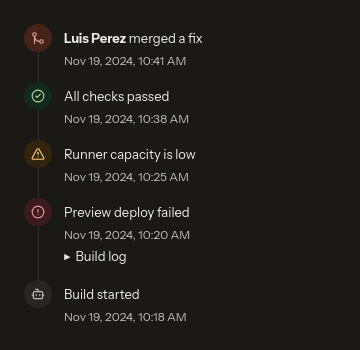 Luis Perez merged a fix
Nov 19, 2024, 10:41 AM
All checks passed
Nov 19, 2024, 10:38 AM
Runner capacity is low
Nov 19, 2024, 10:25 AM
Preview deploy failed
Nov 19, 2024, 10:20 AM
Build log
Build started
Nov 19, 2024, 10:18 AM